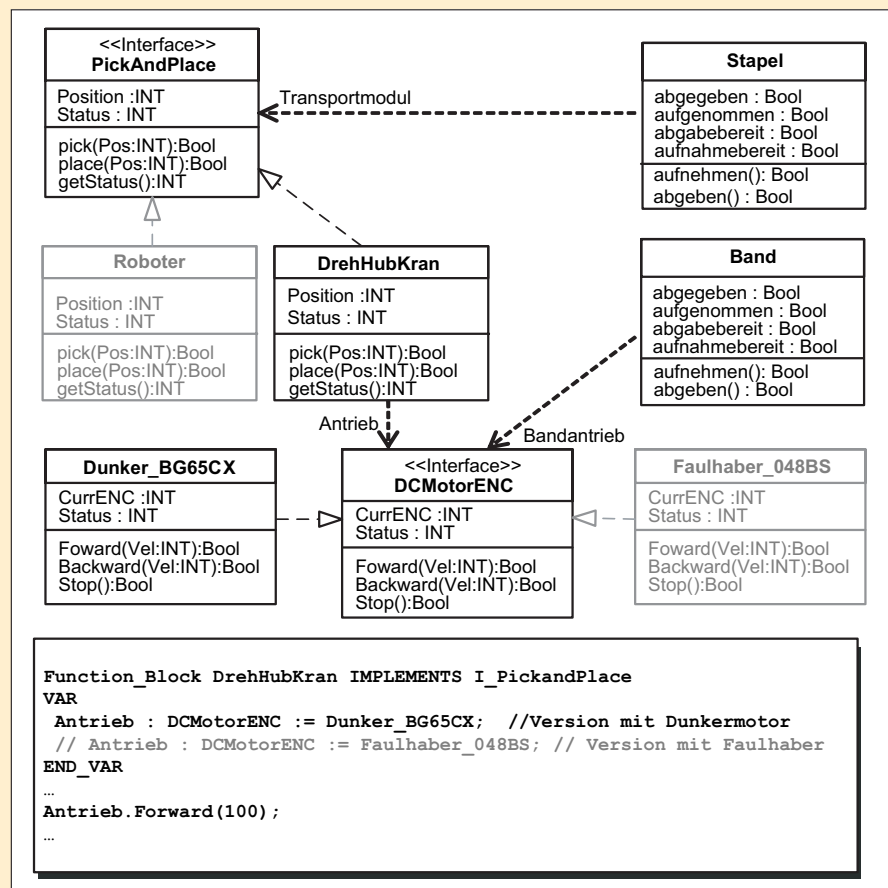 <<Interface>>
PickAndPlace
Position :INT
Status : INT
pick(Pos:INT):Bool
place(Pos:INT):Bool
getStatus():INT
Transportmodul
Stapel
abgegeben : Bool
aufgenommen : Bool
abgabebereit : Bool
aufnahmebereit : Bool
aufnehmen(): Bool
abgeben() : Bool
Roboter
Position :INT
Status : INT
pick(Pos:INT):Bool
place(Pos:INT):Bool
getStatus():INT
DrehHubKran
Position :INT
Status : INT
pick(Pos:INT):Bool
place(Pos:INT):Bool
getStatus():INT
Band
abgegeben : Bool
aufgenommen : Bool
abgabebereit : Bool
aufnahmebereit : Bool
aufnehmen(): Bool
abgeben() : Bool
Antrieb
Bandantrieb
Dunker_BG65CX
CurrENC :INT
Status : INT
Foward(Vel:INT):Bool
Backward(Vel:INT):Bool
Stop():Bool
<<Interface>>
DCMotorENC
CurrENC :INT
Status : INT
Foward(Vel:INT):Bool
Backward(Vel:INT):Bool
Stop():Bool
Faulhaber_048BS
CurrENC :INT
Status : INT
Foward(Vel:INT):Bool
Backward(Vel:INT):Bool
Stop():Bool
Function_Block DrehHubKran IMPLEMENTS I_PickandPlace
VAR
Antrieb : DCMotorENC := Dunker_BG65CX; //Version mit Dunkermotor
// Antrieb : DCMotorENC := Faulhaber_048BS; // Version mit Faulhaber
END_VAR
…
Antrieb.Forward(100);
…